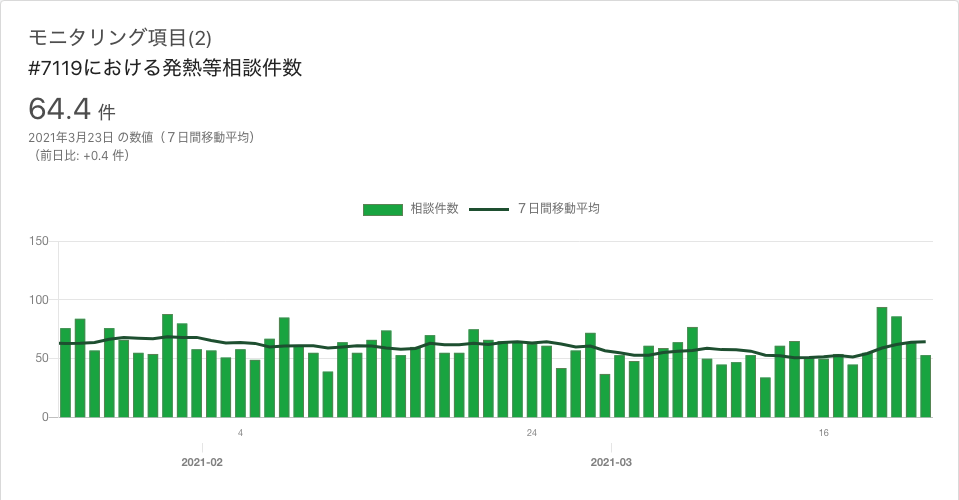 モニタリング項目(2)
#7119における発熱等相談件数
64.4 件
2021年3月23日 の数値（７日間移動平均）
（前日比: +0.4 件）
相談件数 ７日間移動平均
150
100
50
0
4 24 16
2021-02 2021-03